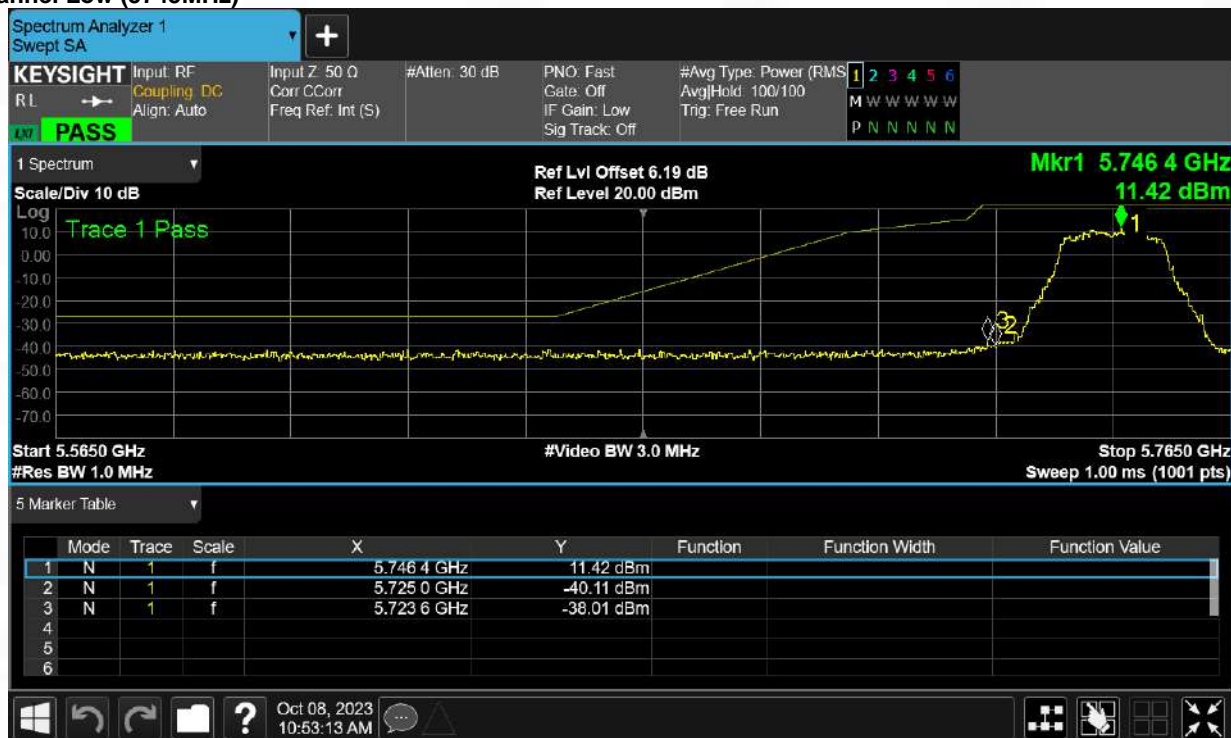 Spectrum Analyzer 1
Swept SA
+
KEYSIGHT
Input: RF
Input Z: 50 Ω
#Atten: 30 dB
PNO: Fast
#Avg Type: Power (RMS
1 2 3 4 5 6
RL
Coupling: DC
Corr CCorr
Gate: Off
Avg|Hold: 100/100
M W W W W W
Align: Auto
Freq Ref: Int (S)
IF Gain: Low
Trig: Free Run
LXI
PASS
Sig Track: Off
P N N N N N
1 Spectrum
Ref Lvl Offset 6.19 dB
Mkr1 5.746 4 GHz
Scale/Div 10 dB
Ref Level 20.00 dBm
11.42 dBm
Log
Trace 1 Pass
10.0
0.00
-10.0
-20.0
-30.0
-40.0
-50.0
-60.0
-70.0
1
3
2
Start 5.5650 GHz
#Video BW 3.0 MHz
Stop 5.7650 GHz
#Res BW 1.0 MHz
Sweep 1.00 ms (1001 pts)
5 Marker Table
Mode Trace Scale X Y Function Function Width Function Value
1 N 1 f 5.746 4 GHz 11.42 dBm
2 N 1 f 5.725 0 GHz -40.11 dBm
3 N 1 f 5.723 6 GHz -38.01 dBm
4
5
6
?
Oct 08, 2023
10:53:13 AM